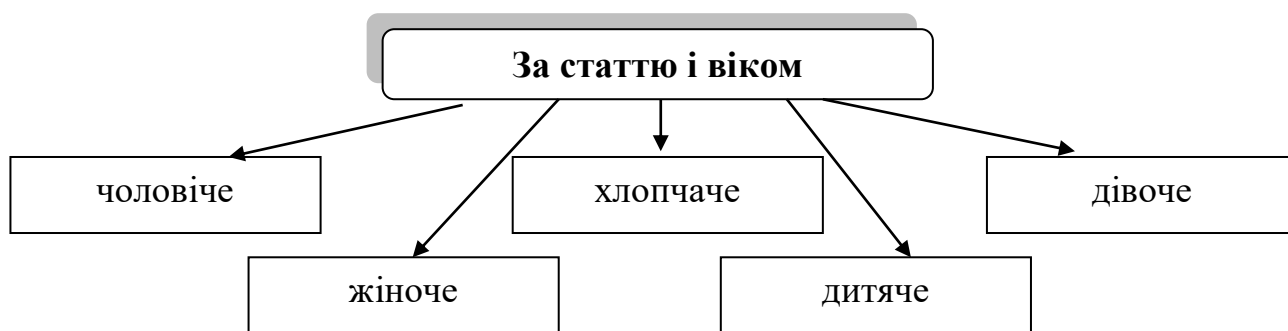 За статтю і віком
чоловіче
хлопчаче
дівоче
жіноче
дитяче